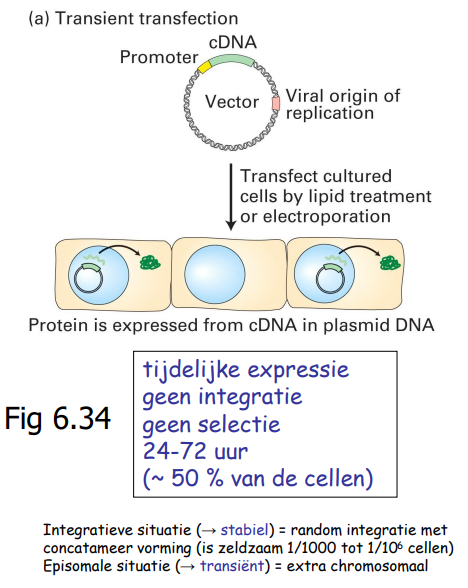 (a) Transient transfection
cDNA
Promoter
Vector
Viral origin of
replication
Transfect cultured
cells by lipid treatment
or electroporation
Protein is expressed from cDNA in plasmid DNA
Fig 6.34
tijdelijke expressie
geen integratie
geen selectie
24-72 uur
(~ 50 % van de cellen)
Integratieve situatie (→ stabiel) = random integratie met
concatameer vorming (is zeldzaam 1/1000 tot 1/10⁶ cellen)
Episomale situatie (→ transiënt) = extra chromosomaal